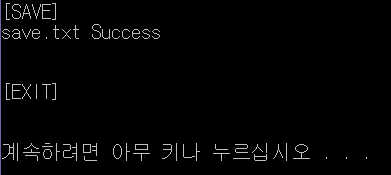 [SAVE]
save.txt Success
[EXIT]
계속하려면 아무 키나 누르십시오 . . .